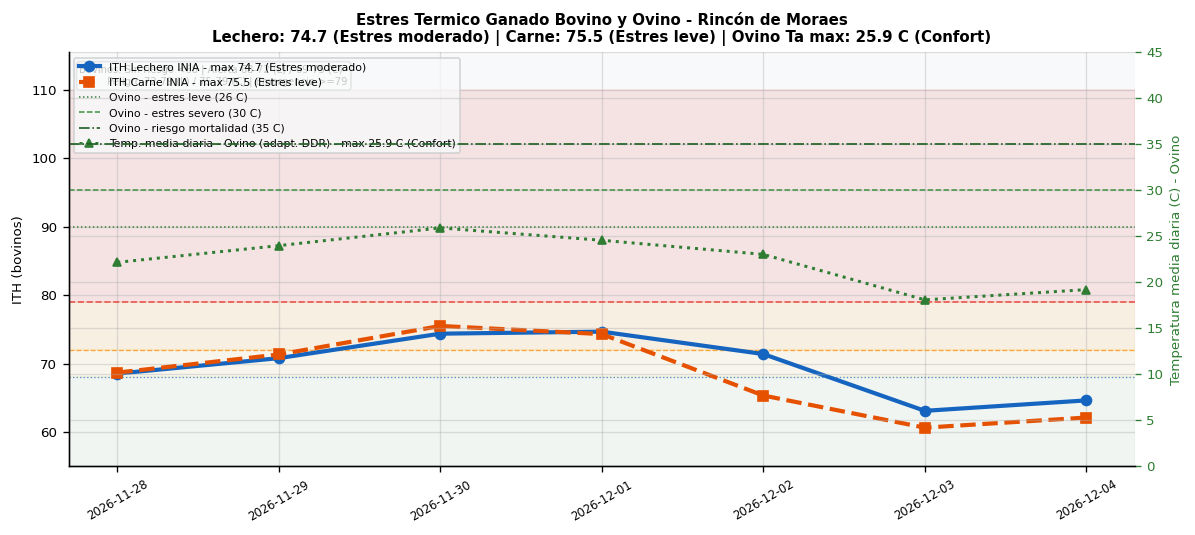 Estres Termico Ganado Bovino y Ovino - Rincón de Moraes
Lechero: 74.7 (Estres moderado) | Carne: 75.5 (Estres leve) | Ovino Ta max: 25.9 C (Confort)
ITH Lechero INIA - max 74.7 (Estres moderado)
ITH Carne INIA - max 75.5 (Estres leve)
Ovino - estres leve (26 C)
Ovino - estres severo (30 C)
Ovino - riesgo mortalidad (35 C)
Temp. media diaria - Ovino (adapt. DDR) - max 25.9 C (Confort)
ITH (bovinos)
110
100
90
80
70
60
Temperatura media diaria (C) - Ovino
45
40
35
30
25
20
15
10
5
0
2026-11-28
2026-11-29
2026-11-30
2026-12-01
2026-12-02
2026-12-03
2026-12-04